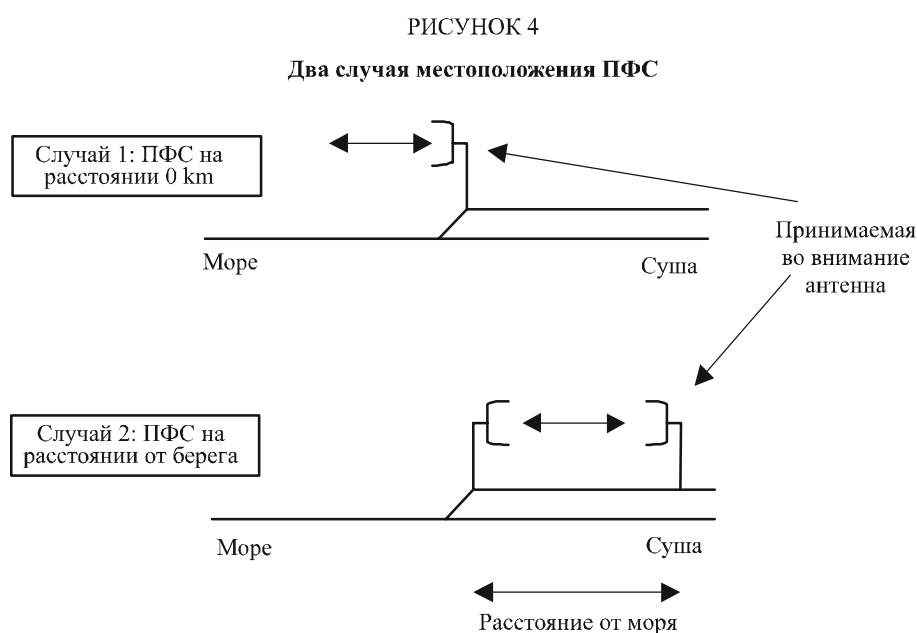 РИСУНОК 4
Два случая местоположения ПФС
Случай 1: ПФС на
расстоянии 0 km
Море
Суша
Принимаемая
во внимание
антенна
Случай 2: ПФС на
расстоянии от берега
Море
Суша
Расстояние от моря